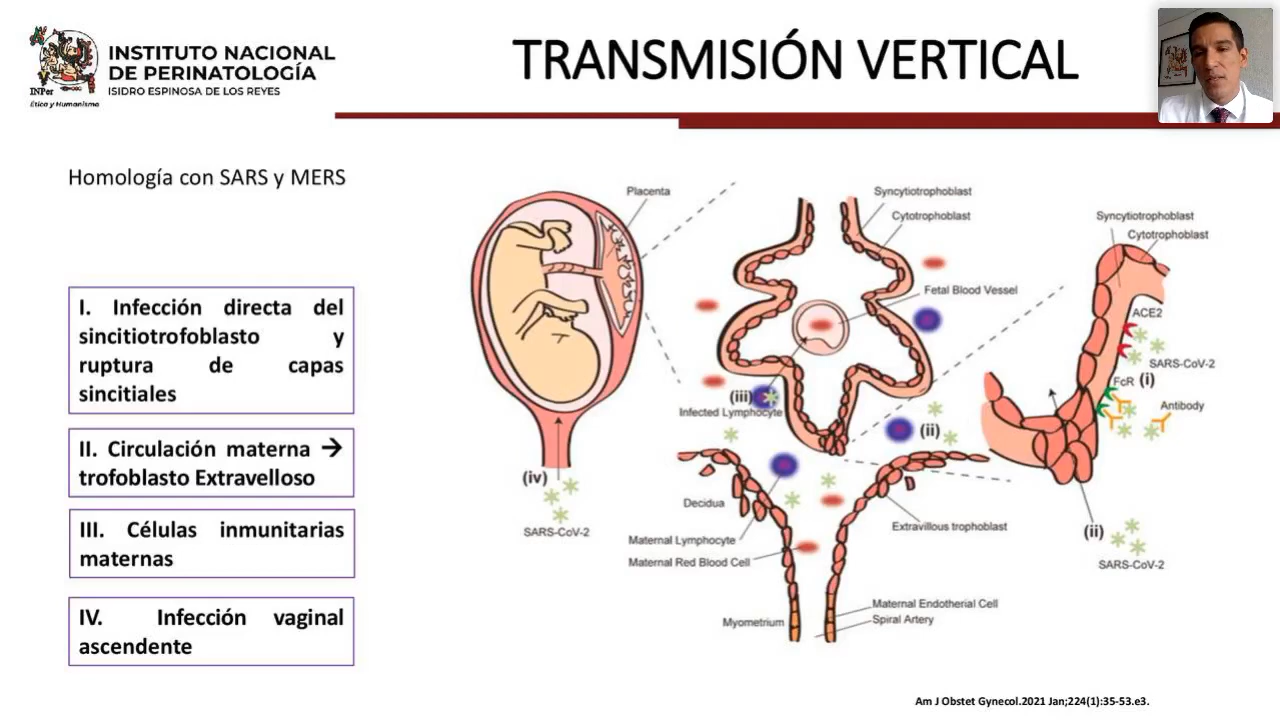 INSTITUTO NACIONAL
DE PERINATOLOGÍA
ISIDRO ESPINOSA DE LOS REYES
INPer
Ética y Humanismo
TRANSMISIÓN VERTICAL
Homología con SARS y MERS
I. Infección directa del
sincitiotrofoblasto y
ruptura de capas
sincitiales
II. Circulación materna →
trofoblasto Extravelloso
III. Células inmunitarias
maternas
IV. Infección vaginal
ascendente
Placenta
(iv)
SARS-CoV-2
Syncytiotrophoblast
Cytotrophoblast
Fetal Blood Vessel
(iii)
Infected Lymphocyte
(ii)
Decidua
Maternal Lymphocyte
Maternal Red Blood Cell
Extravillous trophoblast
Myometrium
Maternal Endotherial Cell
Spiral Artery
Syncytiotrophoblast
Cytotrophoblast
ACE2
SARS-CoV-2
FcR (i)
Antibody
(ii)
SARS-CoV-2
Am J Obstet Gynecol.2021 Jan;224(1):35-53.e3.